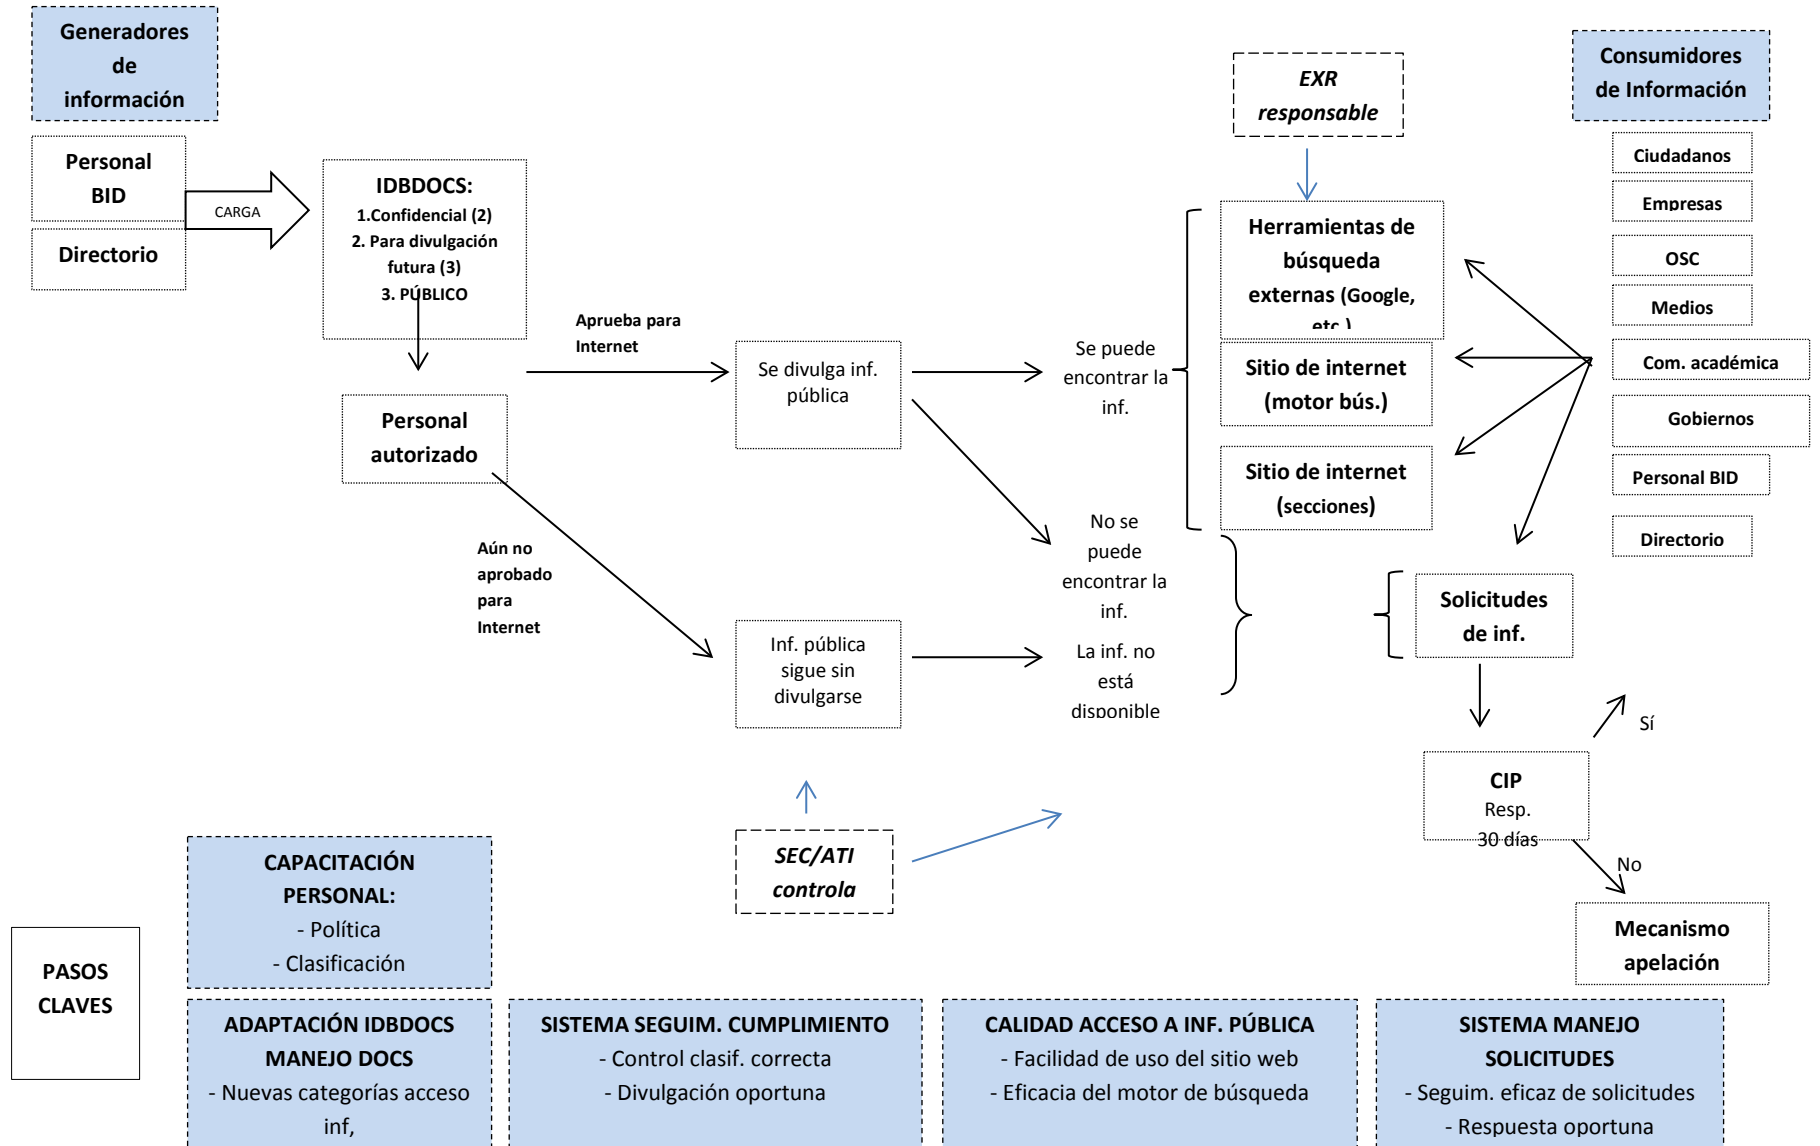 Generadores
de
información
Personal
BID
Directorio
CARGA
IDBDOCS:
1.Confidencial (2)
2. Para divulgación
futura (3)
3. PÚBLICO
Personal
autorizado
Aprueba para
Internet
Aún no
aprobado
para
Internet
Se divulga inf.
pública
Inf. pública
sigue sin
divulgarse
Se puede
encontrar la
inf.
No se
puede
encontrar la
inf.
La inf. no
está
disponible
SEC/ATI
controla
EXR
responsable
Herramientas de
búsqueda
externas (Google,
etc.)
Sitio de internet
(motor bús.)
Sitio de internet
(secciones)
Solicitudes
de inf.
CIP
Resp.
30 días
Sí
No
Mecanismo
apelación
Consumidores
de Información
Ciudadanos
Empresas
OSC
Medios
Com. académica
Gobiernos
Personal BID
Directorio
PASOS
CLAVES
CAPACITACIÓN
PERSONAL:
- Política
- Clasificación
ADAPTACIÓN IDBDOCS
MANEJO DOCS
- Nuevas categorías acceso
inf,
SISTEMA SEGUIM. CUMPLIMIENTO
- Control clasif. correcta
- Divulgación oportuna
CALIDAD ACCESO A INF. PÚBLICA
- Facilidad de uso del sitio web
- Eficacia del motor de búsqueda
SISTEMA MANEJO
SOLICITUDES
- Seguim. eficaz de solicitudes
- Respuesta oportuna